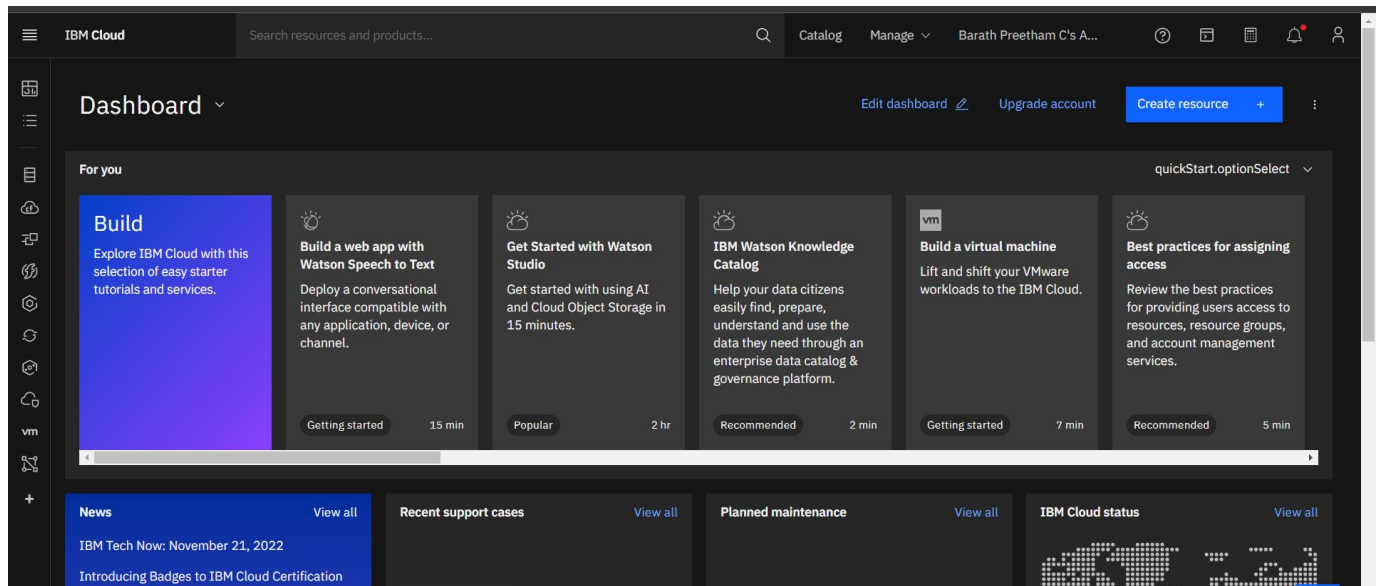 IBM Cloud
Search resources and products...
Catalog
Manage
Barath Preetham C's A...
Dashboard
Edit dashboard
Upgrade account
Create resource +
For you
quickStart.optionSelect
Build
Explore IBM Cloud with this
selection of easy starter
tutorials and services.
Build a web app with
Watson Speech to Text
Deploy a conversational
interface compatible with
any application, device, or
channel.
Getting started
15 min
Get Started with Watson
Studio
Get started with using AI
and Cloud Object Storage in
15 minutes.
Popular
2 hr
IBM Watson Knowledge
Catalog
Help your data citizens
easily find, prepare,
understand and use the
data they need through an
enterprise data catalog &
governance platform.
Recommended
2 min
vm
Build a virtual machine
Lift and shift your VMware
workloads to the IBM Cloud.
Getting started
7 min
Best practices for assigning
access
Review the best practices
for providing users access to
resources, resource groups,
and account management
services.
Recommended
5 min
vm
News
View all
IBM Tech Now: November 21, 2022
Introducing Badges to IBM Cloud Certification
Recent support cases
View all
Planned maintenance
View all
IBM Cloud status
View all